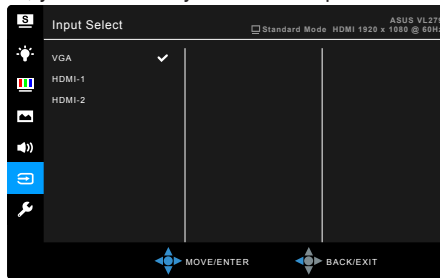 S
Input Select
ASUS VL279
Standard Mode HDMI 1920 x 1080 @ 60Hz
VGA
HDMI-1
HDMI-2
MOVE/ENTER
BACK/EXIT